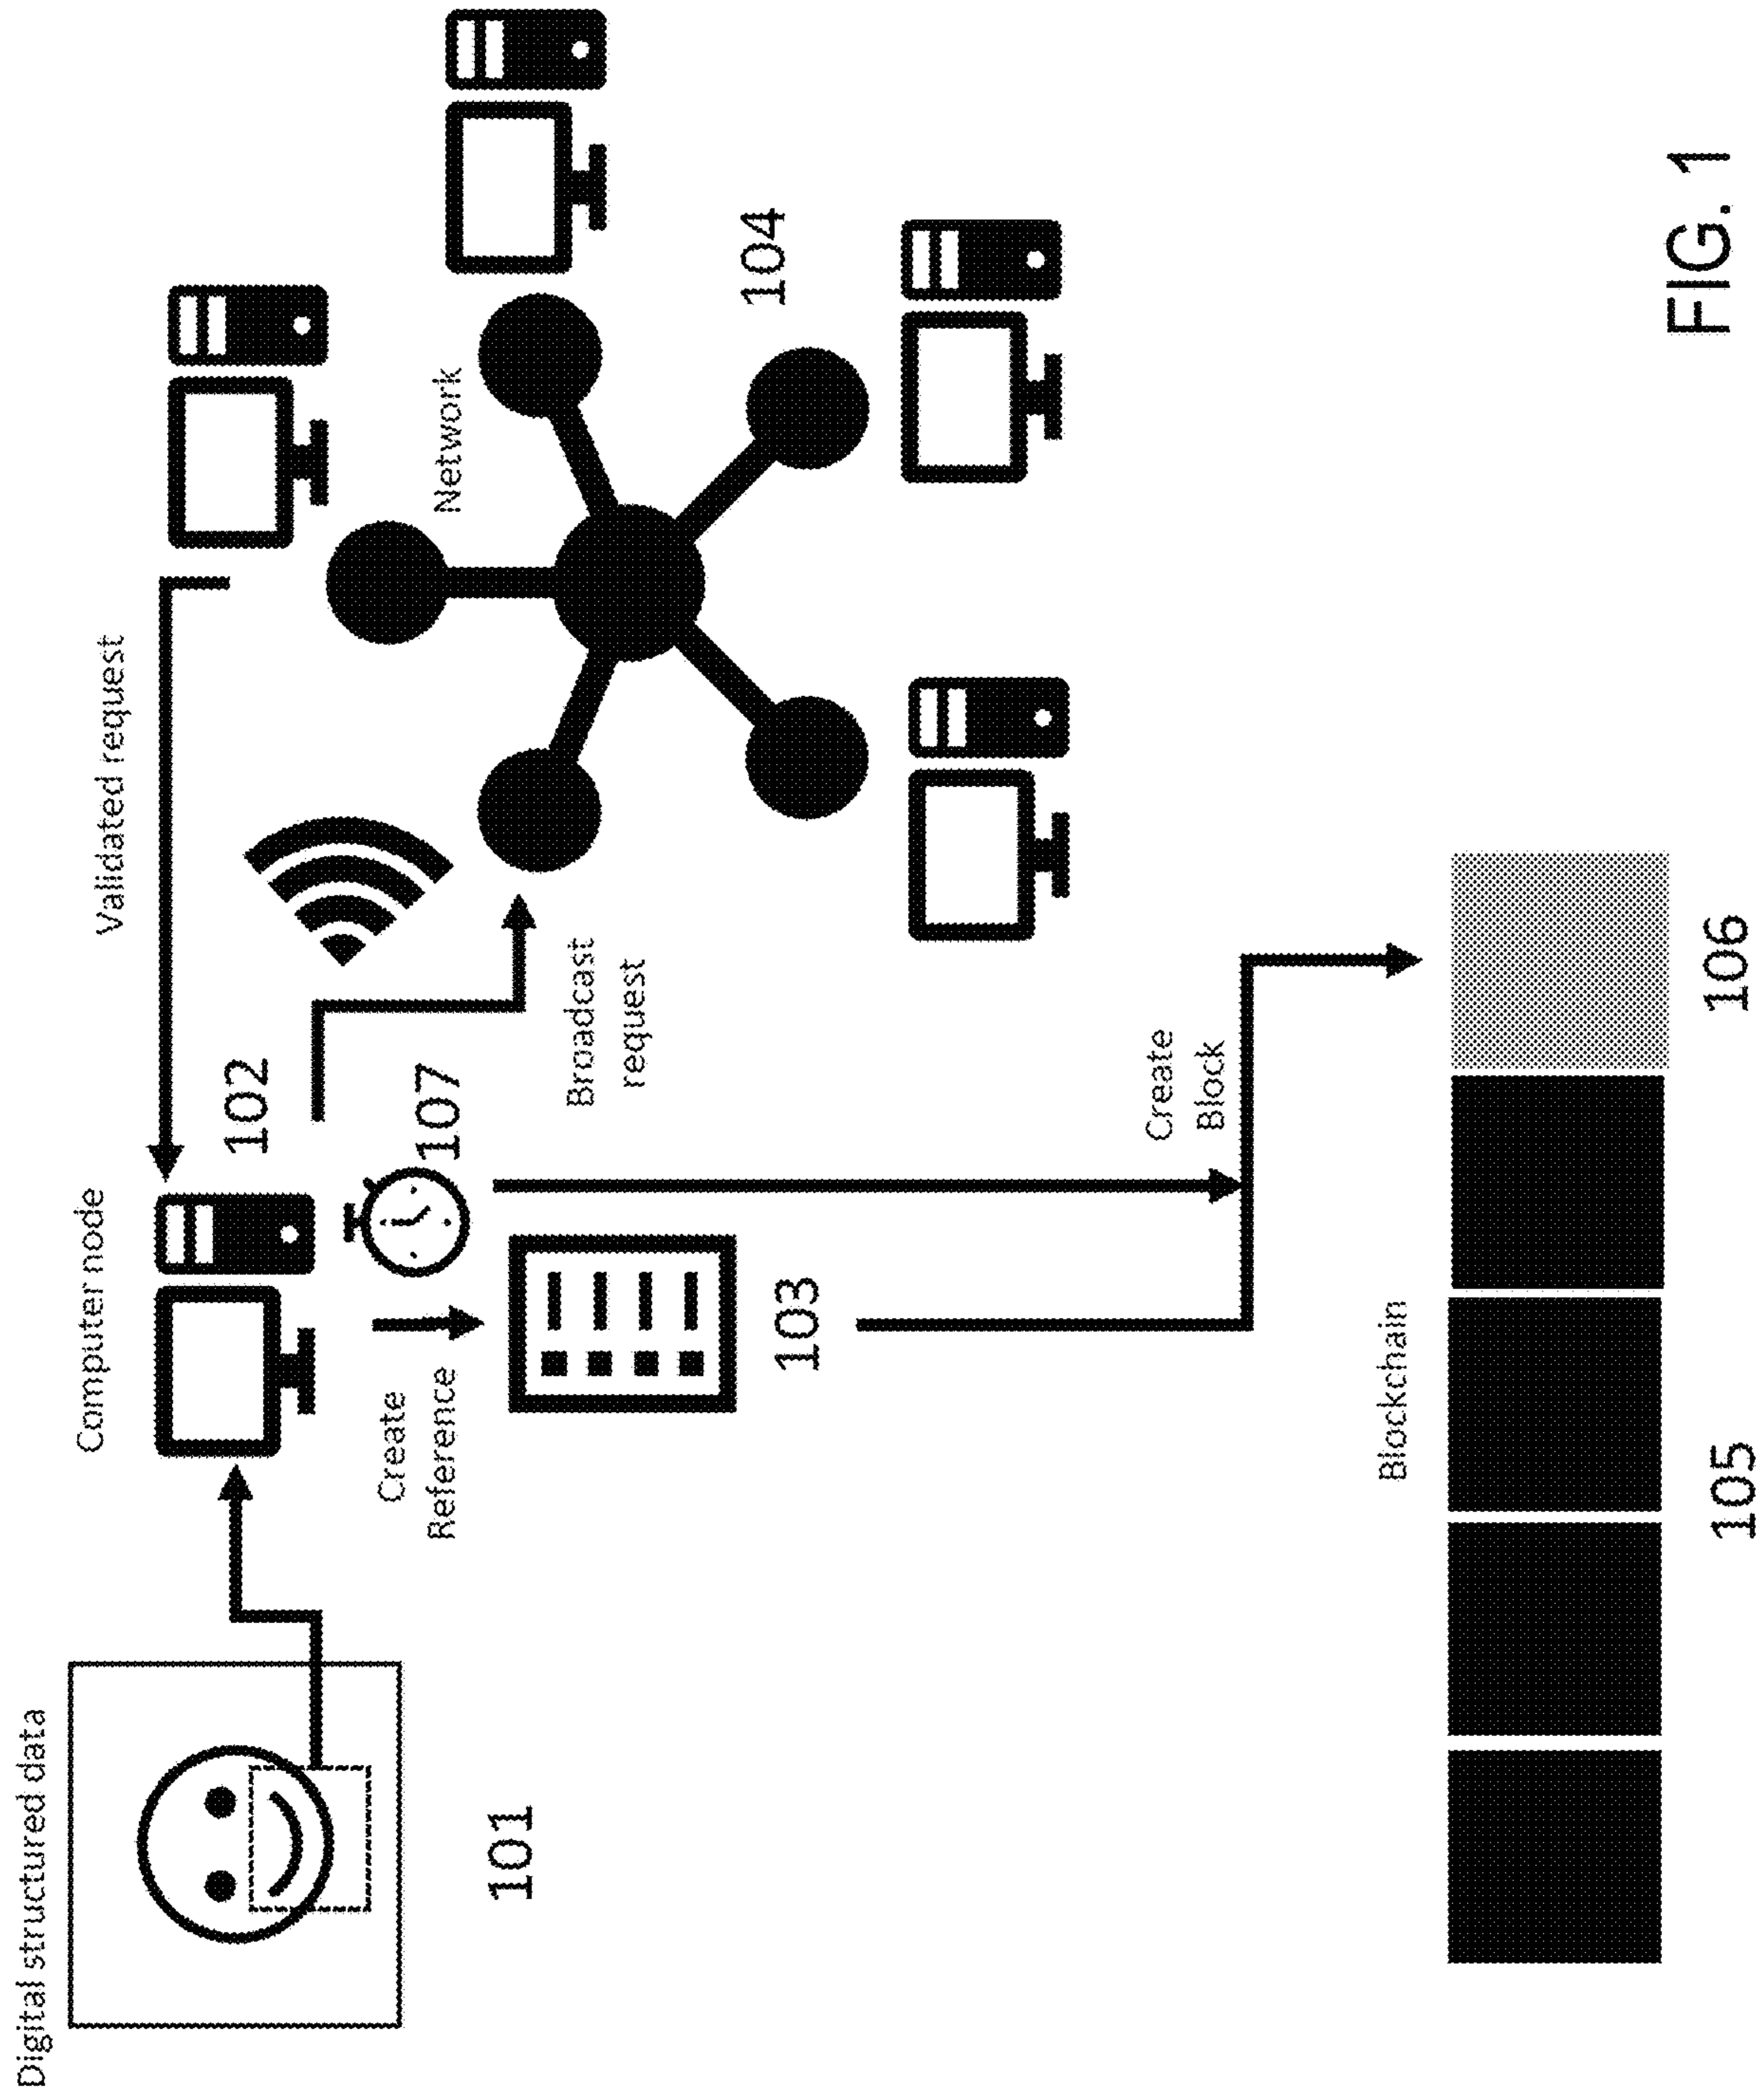 Digital structured data
101
Computer node
102
Validated request
Create
Reference
107
103
Broadcast
request
Network
104
Create
Block
Blockchain
105
106
FIG. 1